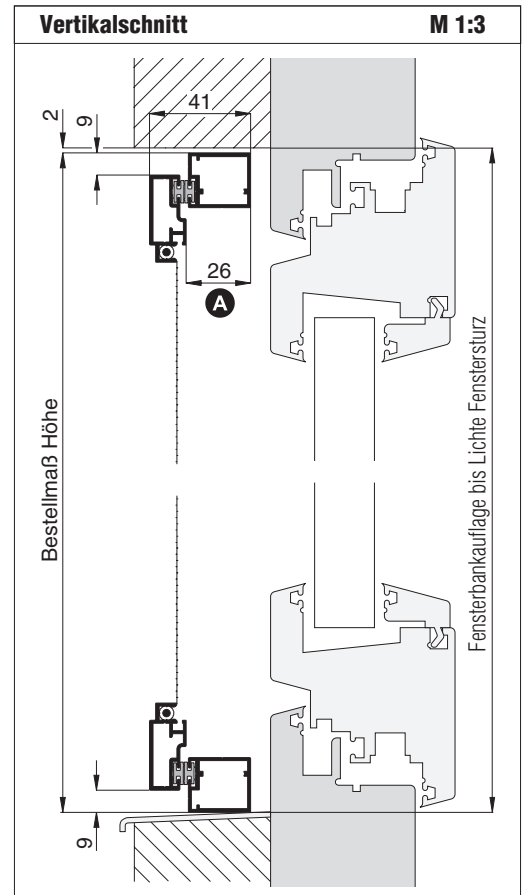 Vertikalschnitt M 1:3
2
9
41
26
A
Bestellmaß Höhe
Fensterbankauflage bis Lichte Fenstersturz
9